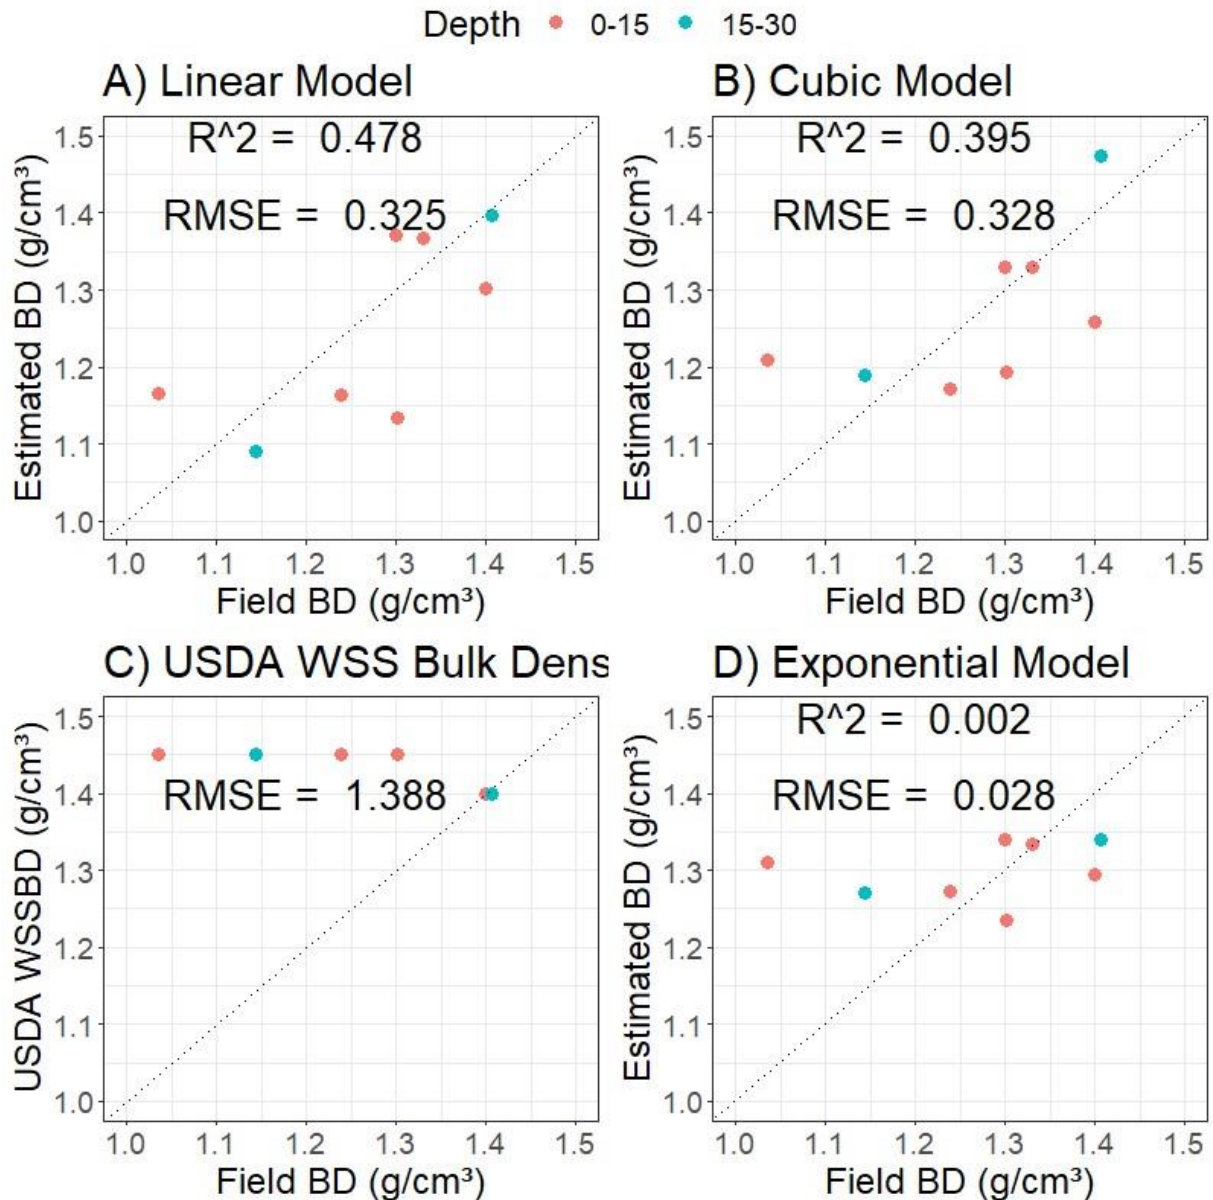 Depth 0-15 15-30
A) Linear Model
R^2 = 0.478
RMSE = 0.325
Estimated BD (g/cm³)
1.5
1.4
1.3
1.2
1.1
1.0
1.0 1.1 1.2 1.3 1.4 1.5
Field BD (g/cm³)
B) Cubic Model
R^2 = 0.395
RMSE = 0.328
Estimated BD (g/cm³)
1.5
1.4
1.3
1.2
1.1
1.0
1.0 1.1 1.2 1.3 1.4 1.5
Field BD (g/cm³)
C) USDA WSS Bulk Dens
RMSE = 1.388
USDA WSSBD (g/cm³)
1.5
1.4
1.3
1.2
1.1
1.0
1.0 1.1 1.2 1.3 1.4 1.5
Field BD (g/cm³)
D) Exponential Model
R^2 = 0.002
RMSE = 0.028
Estimated BD (g/cm³)
1.5
1.4
1.3
1.2
1.1
1.0
1.0 1.1 1.2 1.3 1.4 1.5
Field BD (g/cm³)